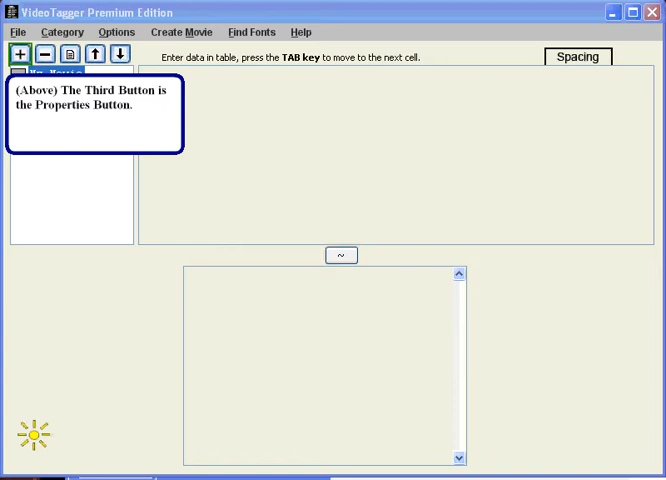 VideoTagger Premium Edition
File Category Options Create Movie Find Fonts Help
Enter data in table, press the TAB key to move to the next cell.
Spacing
(Above) The Third Button is
the Properties Button.
~